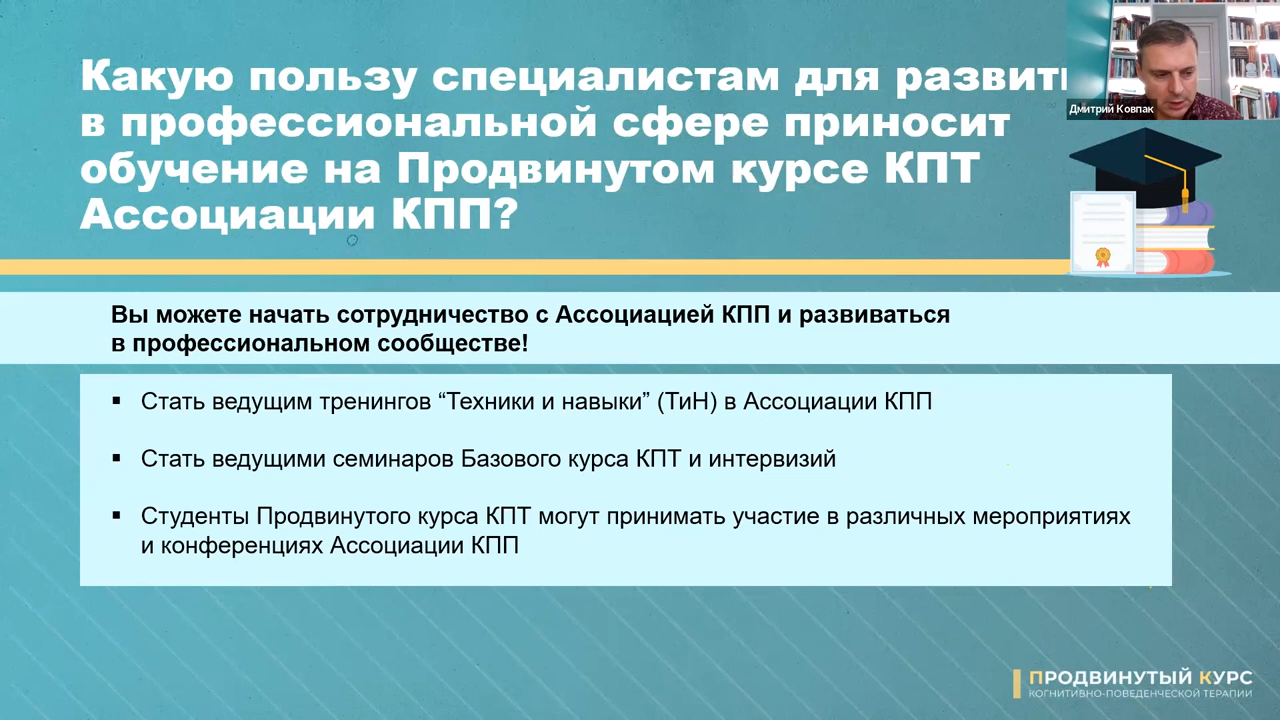 Какую пользу специалистам для развит
в профессиональной сфере приносит
обучение на Продвинутом курсе КПТ
Ассоциации КПП?
Дмитрий Ковпак
Вы можете начать сотрудничество с Ассоциацией КПП и развиваться
в профессиональном сообществе!
▪ Стать ведущим тренингов “Техники и навыки” (ТиН) в Ассоциации КПП
▪ Стать ведущими семинаров Базового курса КПТ и интервизий
▪ Студенты Продвинутого курса КПТ могут принимать участие в различных мероприятиях
и конференциях Ассоциации КПП
ПРОДВИНУТЫЙ КУРС
КОГНИТИВНО-ПОВЕДЕНЧЕСКОЙ ТЕРАПИИ